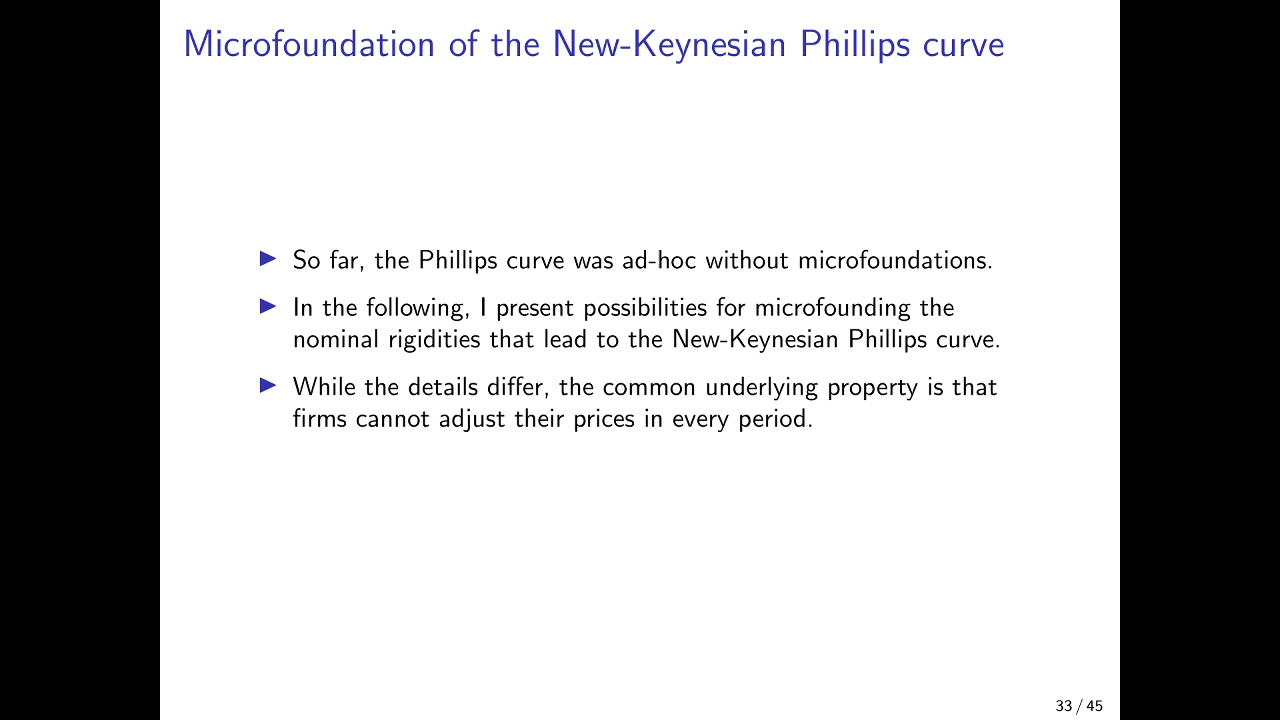 Microfoundation of the New-Keynesian Phillips curve
So far, the Phillips curve was ad-hoc without microfoundations.
In the following, I present possibilities for microfounding the
nominal rigidities that lead to the New-Keynesian Phillips curve.
While the details differ, the common underlying property is that
firms cannot adjust their prices in every period.
33 / 45